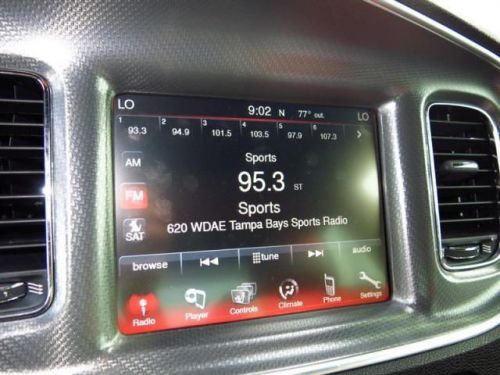 LO 9:02 N 77° out. LO
1 2 3 4 5 6
93.3 94.9 101.5 103.5 97.9 107.3 >
AM
FM
SAT
Sports
95.3 ST
Sports
620 WDAE Tampa Bays Sports Radio
browse tune audio
Radio Player Controls Climate Phone Settings